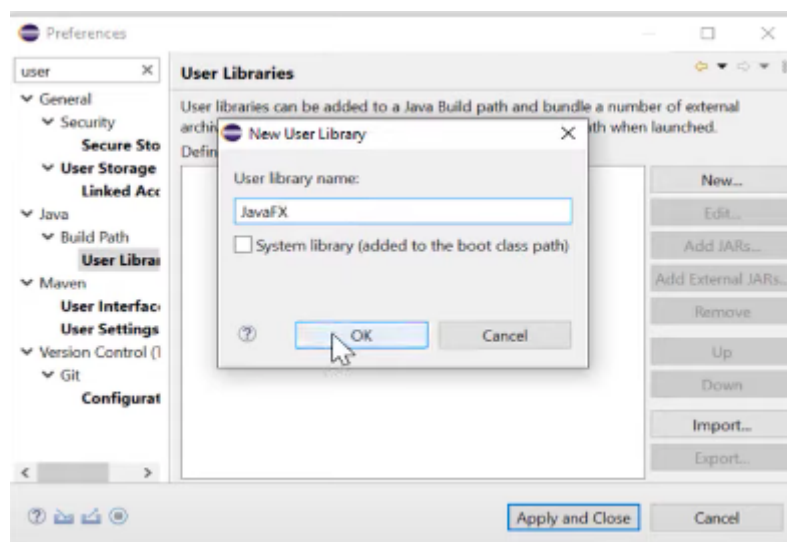 Preferences
user
General
Security
Secure Sto
User Storage
Linked Acc
Java
Build Path
User Librar
Maven
User Interfac
User Settings
Version Control (
Git
Configurat
User Libraries
User libraries can be added to a Java Build path and bundle a number of external
archiv
ath when launched.
Defin
New User Library
User library name:
JavaFX
System library (added to the boot class path)
OK
Cancel
New...
Edit...
Add JARs...
Add External JARs..
Remove
Up
Down
Import...
Export...
Apply and Close
Cancel